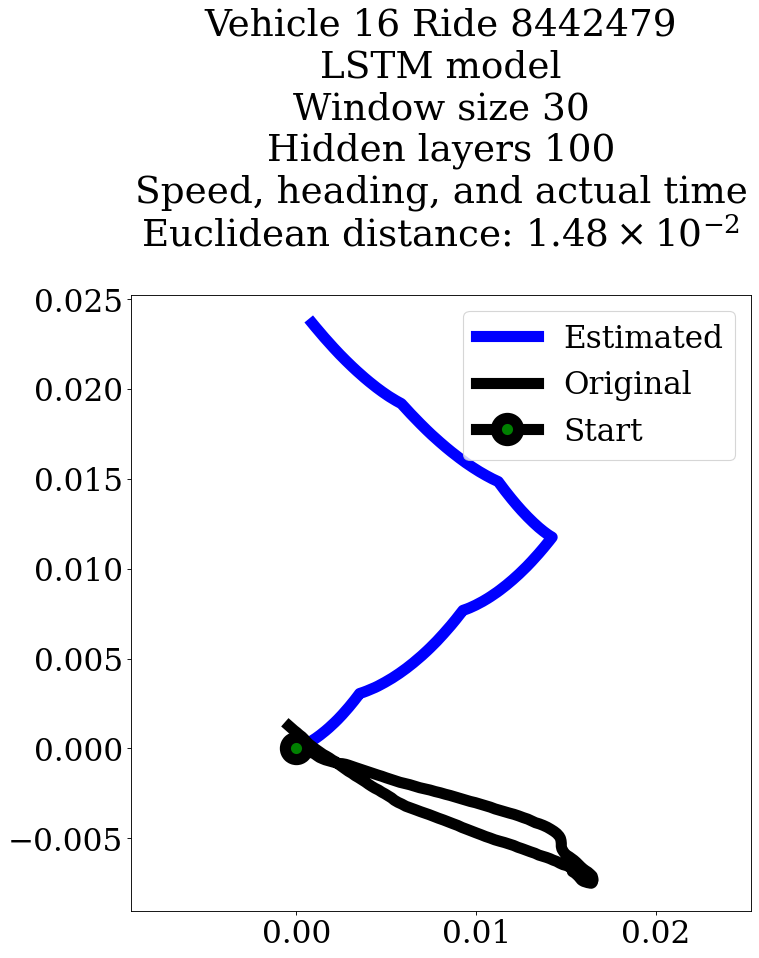 Vehicle 16 Ride 8442479
LSTM model
Window size 30
Hidden layers 100
Speed, heading, and actual time
Euclidean distance: 1.48 × 10⁻²
0.025
0.020
0.015
0.010
0.005
0.000
−0.005
Estimated
Original
Start
0.00 0.01 0.02